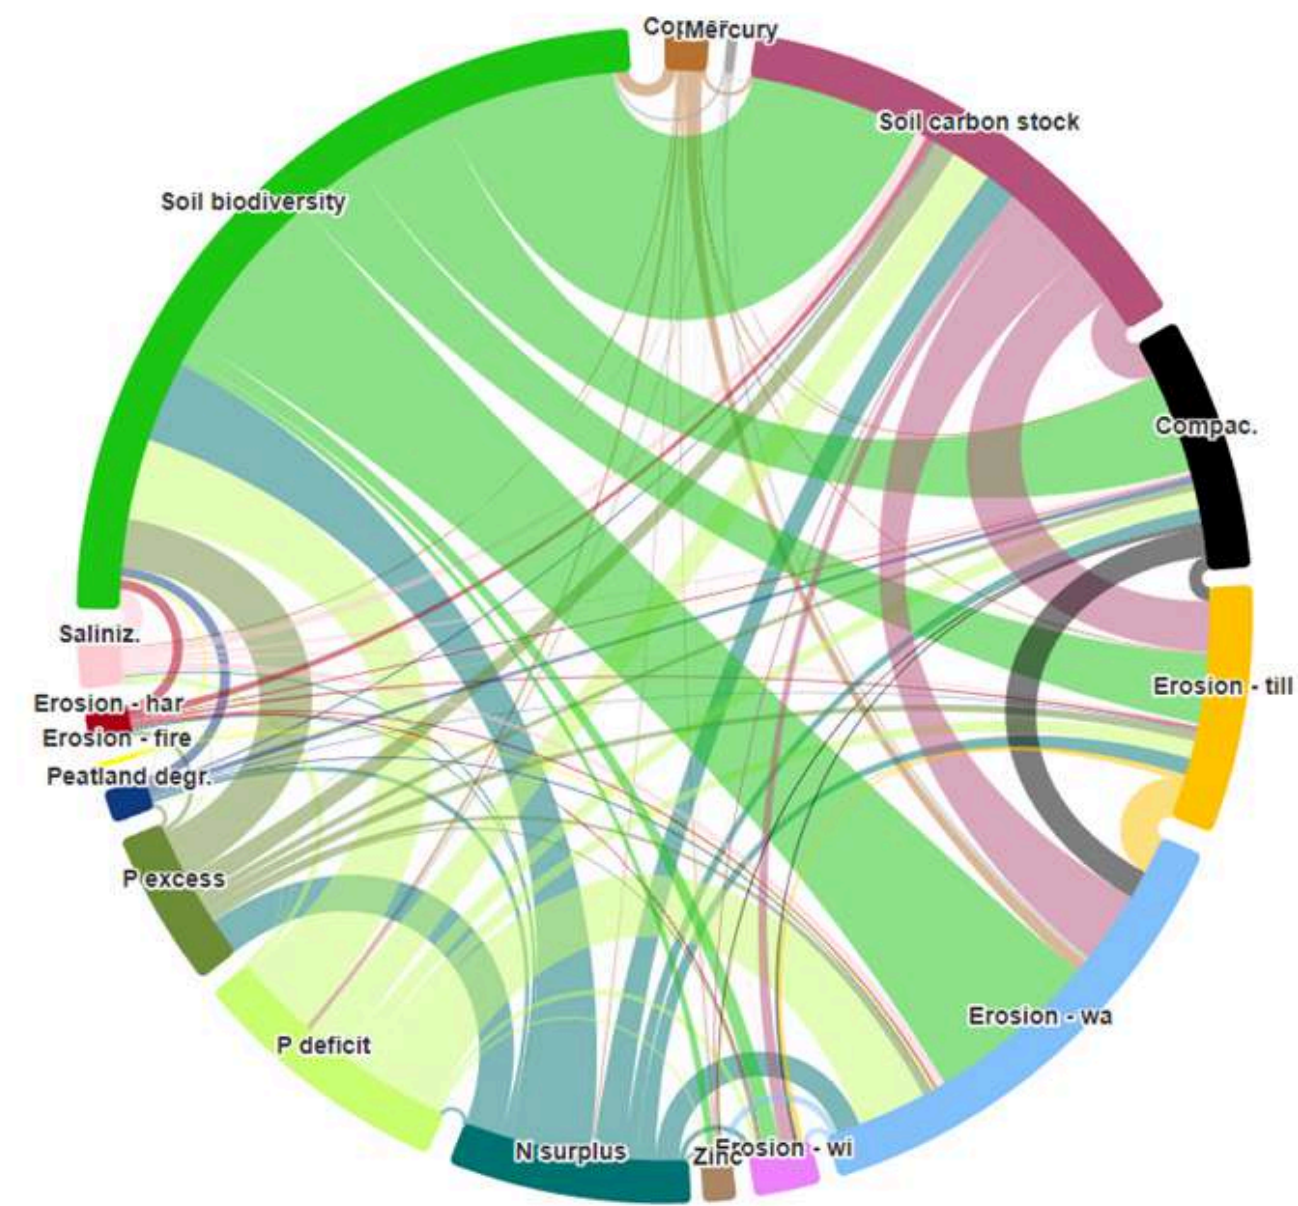 Mercury
Soil carbon stock
Soil biodiversity
Compac.
Saliniz.
Erosion - till
Erosion - har
Erosion - fire
Peatland degr.
P excess
Erosion - wa
P deficit
N surplus
Zinc
Erosion - wi